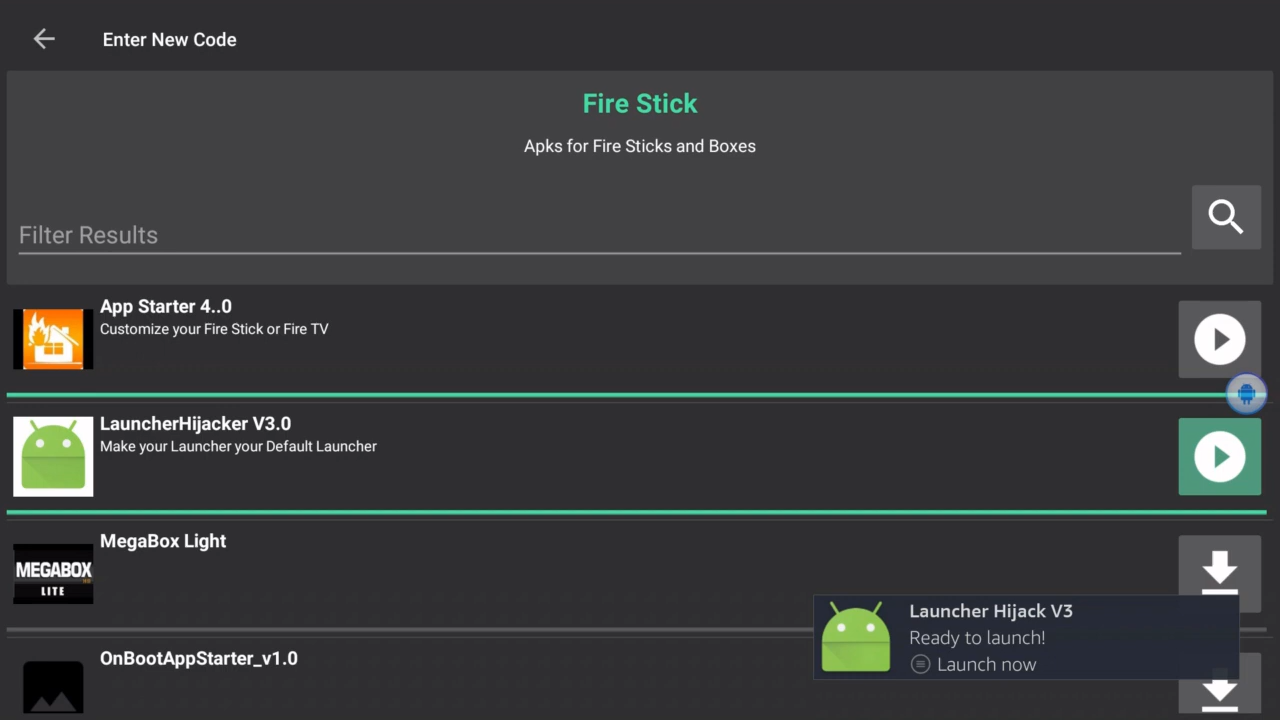 Enter New Code
Fire Stick
Apks for Fire Sticks and Boxes
Filter Results
App Starter 4..0
Customize your Fire Stick or Fire TV
LauncherHijacker V3.0
Make your Launcher your Default Launcher
MegaBox Light
MEGABOX
HD
LITE
Launcher Hijack V3
Ready to launch!
Launch now
OnBootAppStarter_v1.0